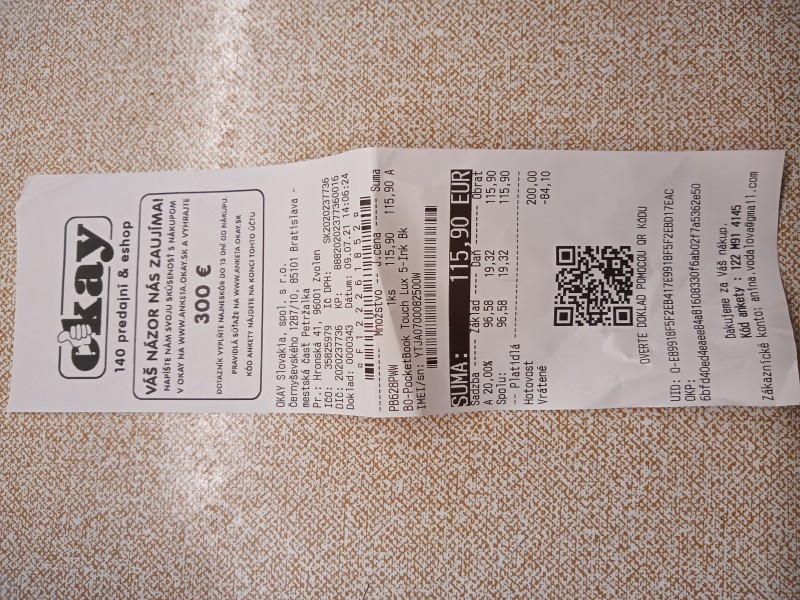 okay
140 predajní & eshop
VÁŠ NÁZOR NÁS ZAUJÍMA!
NAPÍŠTE NÁM SVOJU SKÚSENOSŤ S NÁKUPOM
V OKAY NA WWW.ANKETA.OKAY.SK A VYHRAJTE
300 €
DOTAZNÍK VYPLŇTE NAJNESKÔR DO 15 DNÍ OD NÁKUPU.
PRAVIDLÁ SÚŤAŽE NA WWW.ANKETA.OKAY.SK
KÓD ANKETY NÁJDETE NA KONCI TOHTO ÚČTU
OKAY Slovakia, spol. s r.o.
Černyševského 1287/10, 85101 Bratislava -
mestská časť Petržalka
Pr.: Hronská 41, 96001 Zvolen
IČO: 35825979 IČ DPH: SK2020237736
DIČ: 2020237736 KP: 88820202377360016
Doklad: 0000343 Dátum: 09.07.21 14:06:24
Množstvo J.cena Suma
PB628PWW 1ks 115,90 115,90 A
BO-PocketBook Touch Lux 5-Ink Bk
IMEI/sn: YTJA070008250OW
SUMA: 115,90 EUR
Sadzba Základ Daň Obrat
A 20,00% 96,58 19,32 115,90
Spolu: 96,58 19,32 115,90
-- Platidlá --
Hotovosť 200,00
Vrátené -84,10
OVERTE DOKLAD POMOCOU QR KÓDU
UID: O-EE8991BF5F2EB417E991BF5F2EBD17EAC
OKP:
Ďakujeme za Váš nákup.
Kód ankety : 122 M91 4145
Zákaznické konto: anina.vodalova@gmail.com